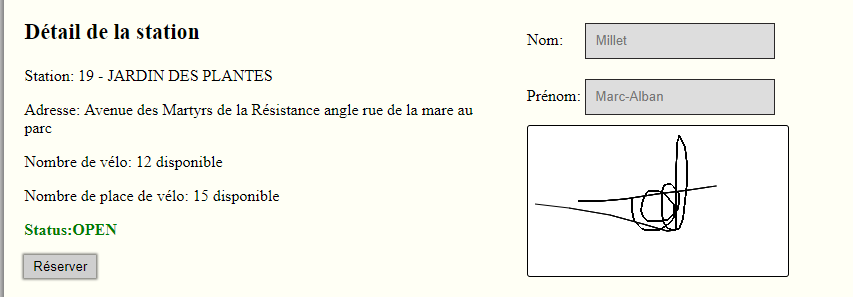 Détail de la station
Station: 19 - JARDIN DES PLANTES
Adresse: Avenue des Martyrs de la Résistance angle rue de la mare au
parc
Nombre de vélo: 12 disponible
Nombre de place de vélo: 15 disponible
Status:OPEN
Réserver
Nom: Millet
Prénom: Marc-Alban